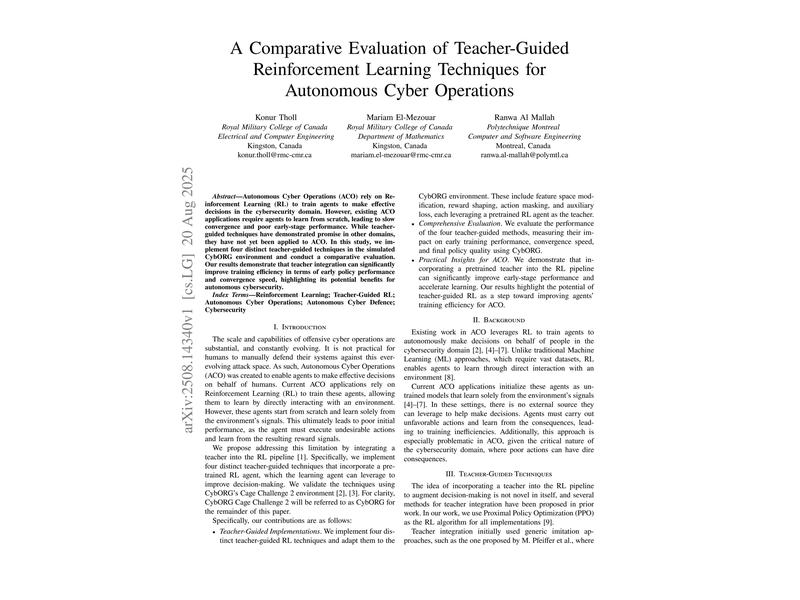 A Comparative Evaluation of Teacher-Guided
Reinforcement Learning Techniques for
Autonomous Cyber Operations
Konur Tholl
Royal Military College of Canada
Electrical and Computer Engineering
Kingston, Canada
konur.tholl@rmc-cmr.ca
Mariam El-Mezouar
Royal Military College of Canada
Department of Mathematics
Kingston, Canada
mariam.el-mezouar@rmc-cmr.ca
Ranwa Al Mallah
Polytechnique Montreal
Computer and Software Engineering
Montreal, Canada
ranwa.al-mallah@polymtl.ca
arXiv:2508.14340v1 [cs.LG] 20 Aug 2025
Abstract—Autonomous Cyber Operations (ACO) rely on Re-
inforcement Learning (RL) to train agents to make effective
decisions in the cybersecurity domain. However, existing ACO
applications require agents to learn from scratch, leading to slow
convergence and poor early-stage performance. While teacher-
guided techniques have demonstrated promise in other domains,
they have not yet been applied to ACO. In this study, we im-
plement four distinct teacher-guided techniques in the simulated
CybORG environment and conduct a comparative evaluation.
Our results demonstrate that teacher integration can significantly
improve training efficiency in terms of early policy performance
and convergence speed, highlighting its potential benefits for
autonomous cybersecurity.
Index Terms—Reinforcement Learning; Teacher-Guided RL;
Autonomous Cyber Operations; Autonomous Cyber Defence;
Cybersecurity
I. Introduction
The scale and capabilities of offensive cyber operations are
substantial, and constantly evolving. It is not practical for
humans to manually defend their systems against this ever-
evolving attack space. As such, Autonomous Cyber Operations
(ACO) was created to enable agents to make effective decisions
on behalf of humans. Current ACO applications rely on
Reinforcement Learning (RL) to train these agents, allowing
them to learn by directly interacting with an environment.
However, these agents start from scratch and learn solely from
the environment's signals. This ultimately leads to poor initial
performance, as the agent must execute undesirable actions
and learn from the resulting reward signals.
We propose addressing this limitation by integrating a
teacher into the RL pipeline [1]. Specifically, we implement
four distinct teacher-guided techniques that incorporate a pre-
trained RL agent, which the learning agent can leverage to
improve decision-making. We validate the techniques using
CybORG's Cage Challenge 2 environment [2], [3]. For clarity,
CybORG Cage Challenge 2 will be referred to as CybORG for
the remainder of this paper.
Specifically, our contributions are as follows:
• Teacher-Guided Implementations. We implement four dis-
tinct teacher-guided RL techniques and adapt them to the
CybORG environment. These include feature space mod-
ification, reward shaping, action masking, and auxiliary
loss, each leveraging a pretrained RL agent as the teacher.
• Comprehensive Evaluation. We evaluate the performance
of the four teacher-guided methods, measuring their im-
pact on early training performance, convergence speed,
and final policy quality using CybORG.
• Practical Insights for ACO. We demonstrate that in-
corporating a pretrained teacher into the RL pipeline
can significantly improve early-stage performance and
accelerate learning. Our results highlight the potential of
teacher-guided RL as a step toward improving agents'
training efficiency for ACO.
II. Background
Existing work in ACO leverages RL to train agents to
autonomously make decisions on behalf of people in the
cybersecurity domain [2], [4]–[7]. Unlike traditional Machine
Learning (ML) approaches, which require vast datasets, RL
enables agents to learn through direct interaction with an
environment [8].
Current ACO applications initialize these agents as un-
trained models that learn solely from the environment's signals
[4]–[7]. In these settings, there is no external source they
can leverage to help make decisions. Agents must carry out
unfavorable actions and learn from the consequences, lead-
ing to training inefficiencies. Additionally, this approach is
especially problematic in ACO, given the critical nature of
the cybersecurity domain, where poor actions can have dire
consequences.
III. Teacher-Guided Techniques
The idea of incorporating a teacher into the RL pipeline
to augment decision-making is not novel in itself, and several
methods for teacher integration have been proposed in prior
work. In our work, we use Proximal Policy Optimization (PPO)
as the RL algorithm for all implementations [9].
Teacher integration initially used generic imitation ap-
proaches, such as the one proposed by M. Pfeiffer et al., where